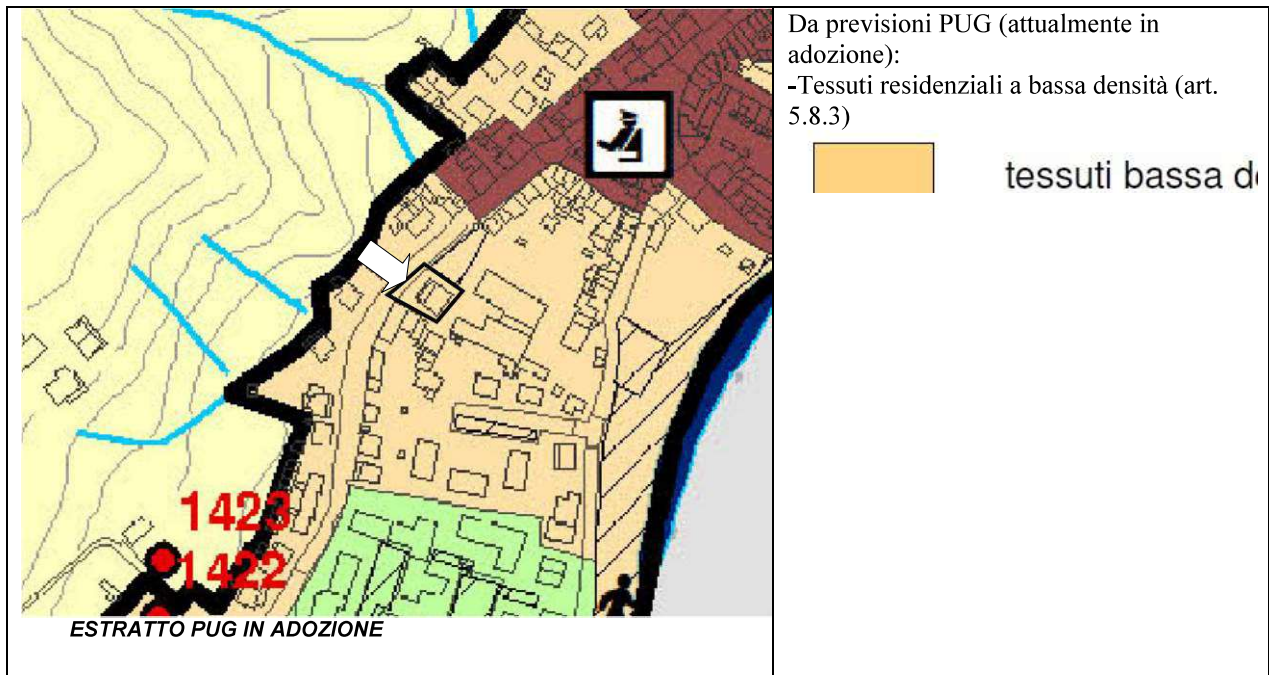 1423
1422
ESTRATTO PUG IN ADOZIONE
Da previsioni PUG (attualmente in
adozione):
-Tessuti residenziali a bassa densità (art.
5.8.3)
tessuti bassa d